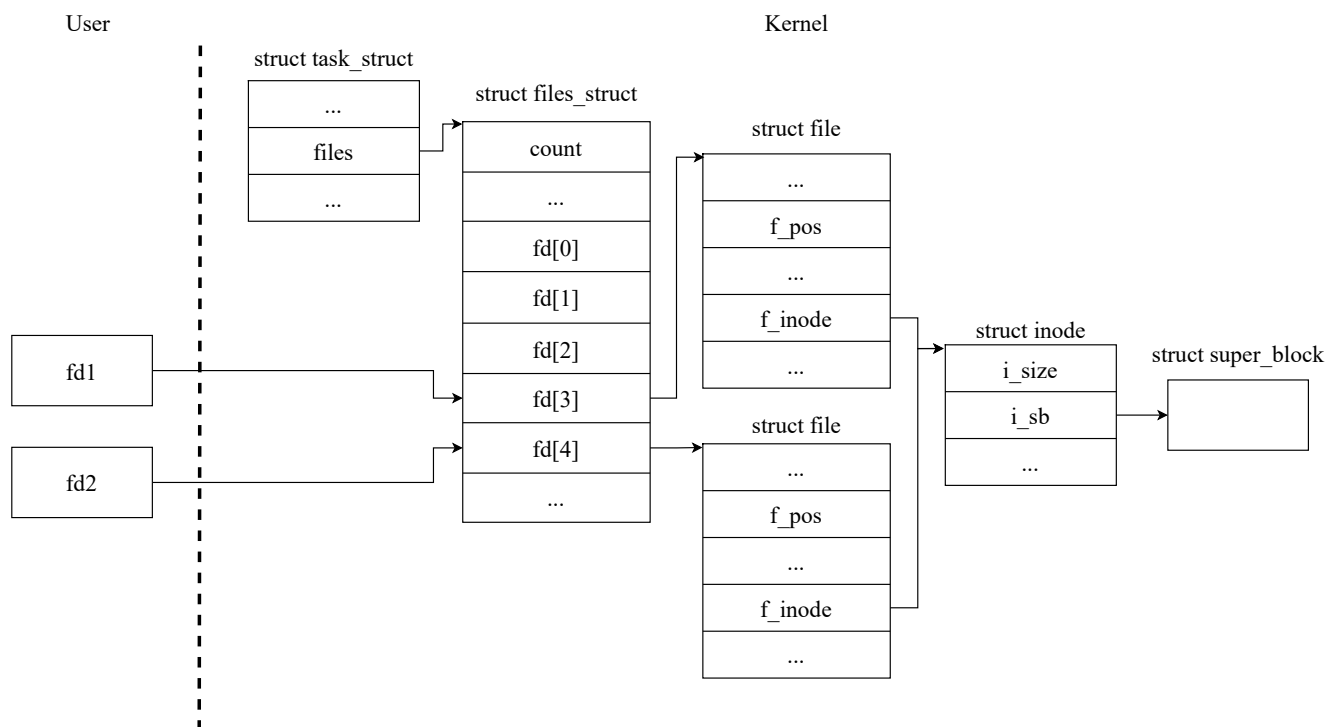 User
Kernel
struct task_struct
...
files
...
struct files_struct
count
...
fd[0]
fd[1]
fd[2]
fd[3]
fd[4]
...
fd1
fd2
struct file
...
f_pos
...
f_inode
...
struct file
...
f_pos
...
f_inode
...
struct inode
i_size
i_sb
...
struct super_block